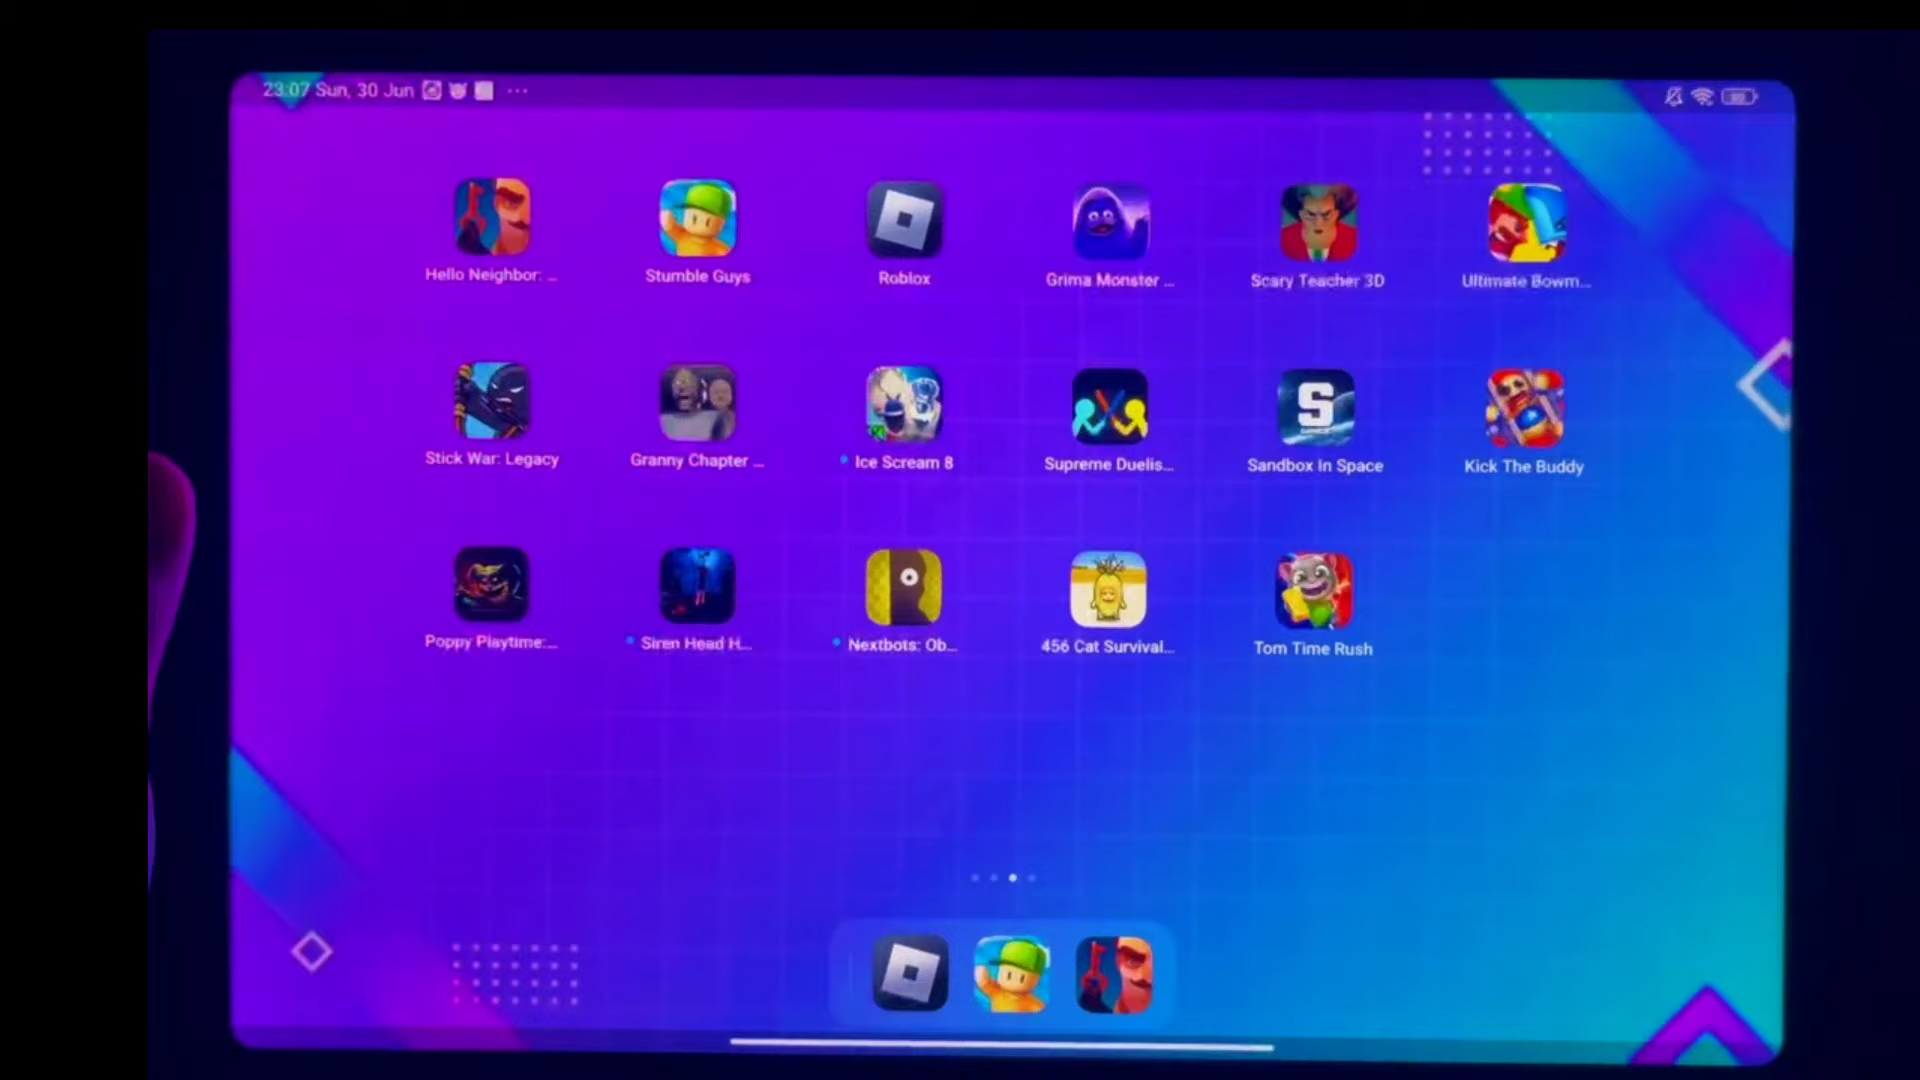 23:07 Sun, 30 Jun
Hello Neighbor: ...
Stumble Guys
Roblox
Grima Monster ...
Scary Teacher 3D
Ultimate Bowm...
Stick War: Legacy
Granny Chapter ...
Ice Scream 8
Supreme Duelis...
Sandbox In Space
Kick The Buddy
Poppy Playtime:...
Siren Head H...
Nextbots: Ob...
456 Cat Survival...
Tom Time Rush